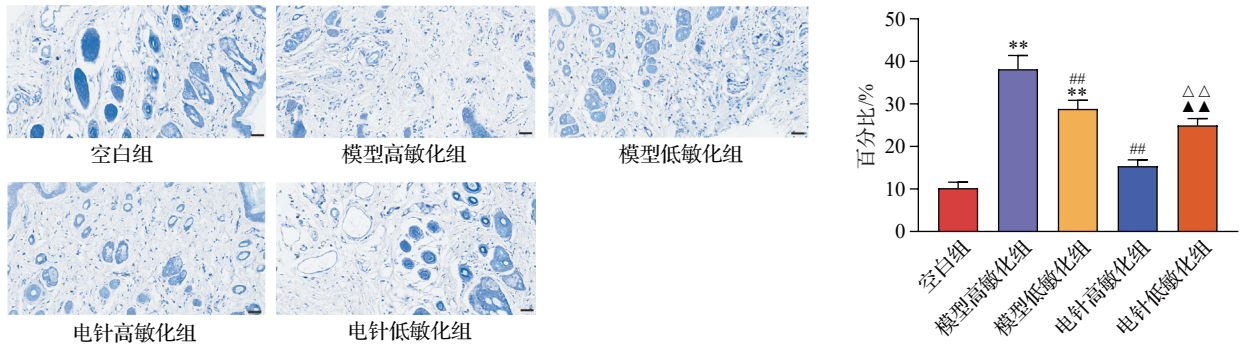 空白组
模型高敏化组
模型低敏化组
电针高敏化组
电针低敏化组
百分比/%
50
40
30
20
10
0
**
##
**
##
△△
▲▲
空白组
模型高敏化组
模型低敏化组
电针高敏化组
电针低敏化组